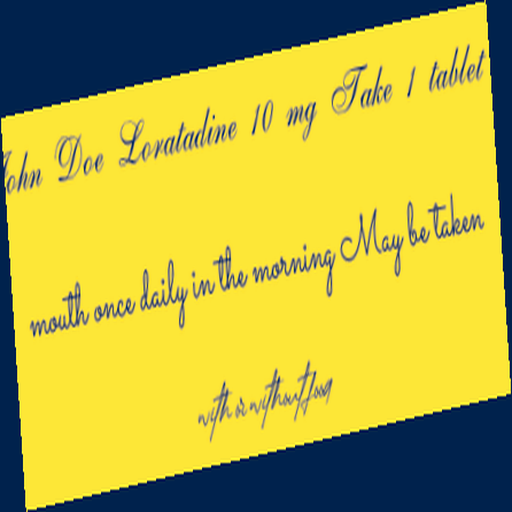 John Doe Loratadine 10 mg Take 1 tablet
mouth once daily in the morning May be taken
with or without food